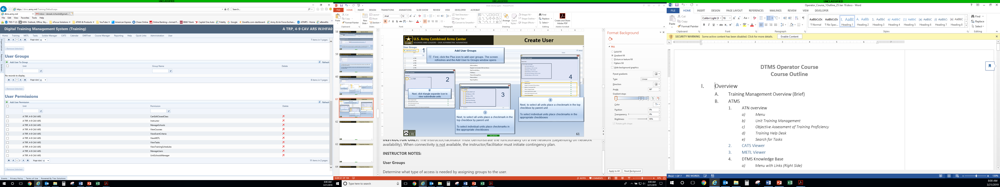 UNCLASSIFIED
https://dtms.army.mil/Training/Default.aspx
Search...
dtms.army.mil
Inbox - dereak.richards@gmail...
File Edit View Favorites Tools Help
TED-T (2) MSN Outlook, Office, Sky... nFocus Solutions ATMS & Products YouTube American Express Chase Online Online Banking + Armed F... BB&T Bank Capital One Auto Fidelity Google Zenefits.com-dashboard- Army & Air Force Exchan... ATMPS - Home eBenefits
Digital Training Management System (Training)
A TRP, 4-9 CAV ARS WJHFA0
Home Training METL Tasks Soldier Manager CATS Calendar DARTnet Course Manager Reporting Help Quick Links Administration User
Organization
Reports
1 Page size: 10
7 items in 1 pages
Remove Selected
User Groups
Add User To Group
Refresh
Unit Group Name Delete
No records to display.
1 Page size: 50
0 items in 1 pages
Remove Selected
User Permissions
Add User Permission
Refresh
Unit Permission Delete
A TRP, 4-9 CAV ARS CanEditClosedClass
A TRP, 4-9 CAV ARS Instructor
A TRP, 4-9 CAV ARS ManageSchools
A TRP, 4-9 CAV ARS ViewCourses
A TRP, 4-9 CAV ARS ViewEventCriteria
A TRP, 4-9 CAV ARS ViewMETL
A TRP, 4-9 CAV ARS ViewTasks
A TRP, 4-9 CAV ARS ViewTrainingSchedules
A TRP, 4-9 CAV ARS ManageUsers
A TRP, 4-9 CAV ARS UnitSchoolsManager
1 2 Page size: 10
11 items in 2 pages
Remove Selected
Events Privacy Policy Terms of Use Powered By Trax Solutions
8:00 AM
3/21/2019
UNCLASSIFIED
Slide Deck2.pptx - PowerPoint
FILE HOME INSERT DESIGN TRANSITIONS ANIMATIONS SLIDE SHOW REVIEW VIEW DEVELOPER ACROBAT
Paste
Cut
Copy
Format Painter
Clipboard
New Slide
Layout
Reset
Section
Slides
Arial 12
Font
Text Direction
Align Text
Convert to SmartArt
Paragraph
Arrange
Quick Styles
Shape Fill
Shape Outline
Shape Effects
Drawing
Find
Replace
Select
Editing
Create and Share Adobe PDF
Adobe Acrobat
58
59
60
61
62
63
64
U.S. Army Combined Arms Center
SOLDIERS AND LEADERS - OUR ASYMMETRIC ADVANTAGE
Create User
User Groups
Add User To Group
1
Add User Groups
1 First, click the Plus icon to add user groups. The screen
refreshes and the Add User to Groups window opens
2
A TRP
2
Next, click triangle expander icon to
view subordinate units
3
3
Next, to select all units place a checkmark in the
top checkbox by parent unit
To select individual units place checkmarks in
the appropriate checkboxes
4
4
Next, to select all units place a checkmark in the top
checkbox by parent unit
To select individual units place checkmarks in the
appropriate checkboxes
CAC
UNCLASSIFIED
61
INSTRUCTOR ONLY: The instructor/facilitator must demonstrate the functionality on a live network (depending on network
availability). When connectivity is not available, the instructor/facilitator must initiate contingency plan.
INSTRUCTOR NOTES:
User Groups
Determine what type of access is needed by assigning groups to the user.
Format Background
FILL
Solid fill
Gradient fill
Picture or texture fill
Pattern fill
Hide background graphics
Preset gradients
Type Linear
Direction
Angle 90°
Gradient stops
Color
Position 0%
Transparency 0%
Brightness 95%
Rotate with shape
Apply to All Reset Background
SLIDE 61 OF 104
NOTES COMMENTS 82%
Type here to search
8:00 AM
3/21/2019
UNCLASSIFIED
Operator_Course_1Outline_25 Jan 19.docx - Word
FILE HOME INSERT DESIGN PAGE LAYOUT REFERENCES MAILINGS REVIEW VIEW DEVELOPER
Paste
Cut
Copy
Format Painter
Clipboard
Calibri Light (H 16
Font
Paragraph
¶ Normal ¶ No Spac... Heading 1 Heading 2 Heading 3 Heading 4 Heading 5 Heading 6 Heading 7 Heading 8
Styles
Find
Replace
Select
Editing
SECURITY WARNING Some active content has been disabled. Click for more details. Enable Content
DTMS Operator Course
Course Outline
I. Overview
A. Training Management Overview (Brief)
B. ATMS
1. ATN overview
a) Menu
b) Unit Training Management
c) Objective Assessment of Training Proficiency
d) Training Help Desk
e) Search for Tasks
2. CATS Viewer
3. METL Viewer
4. DTMS Knowledge Base
a) Menu with Links (Right Side)
PAGE 1 OF 7 892 WORDS
130%
8:00 AM
3/21/2019